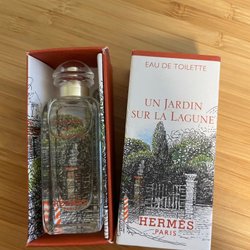 EAU DE TOILETTE
UN JARDIN
SUR LA LAGUNE
HERMÈS
PARIS